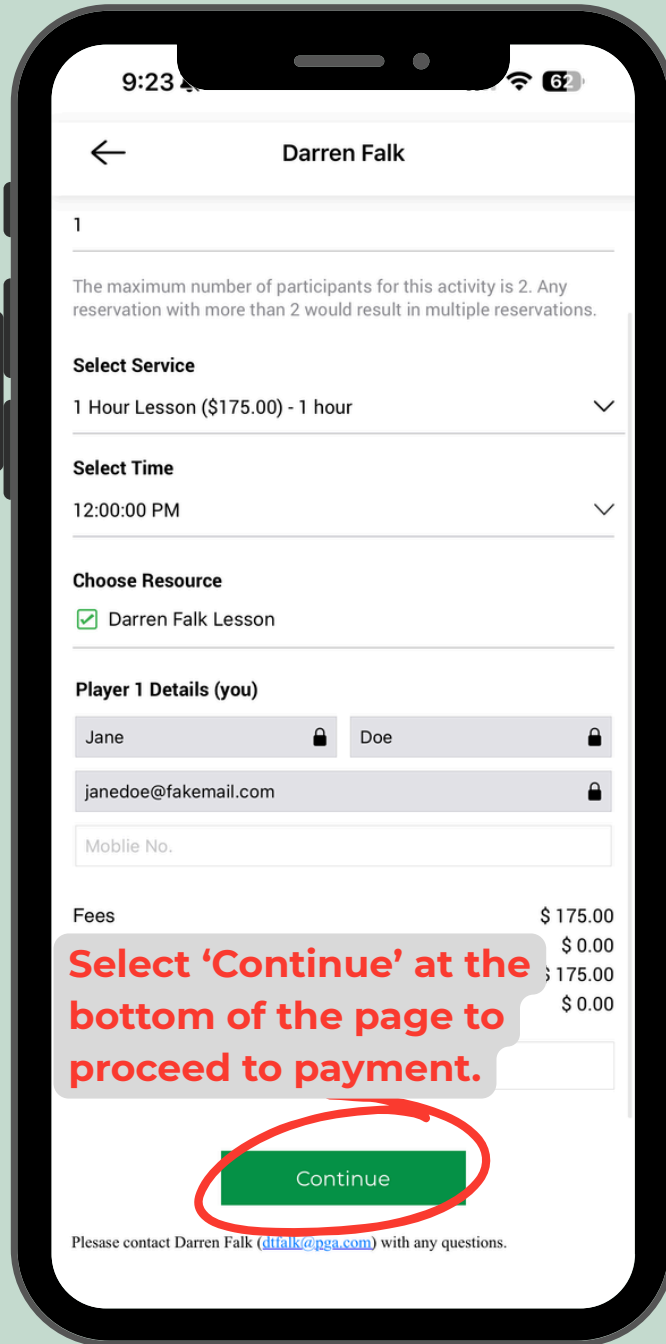 9:23
62
Darren Falk
1
The maximum number of participants for this activity is 2. Any
reservation with more than 2 would result in multiple reservations.
Select Service
1 Hour Lesson ($175.00) - 1 hour
Select Time
12:00:00 PM
Choose Resource
Darren Falk Lesson
Player 1 Details (you)
Jane Doe
janedoe@fakemail.com
Moblie No.
Fees $ 175.00
$ 0.00
$ 175.00
$ 0.00
Select ‘Continue’ at the
bottom of the page to
proceed to payment.
Continue
Plesase contact Darren Falk (dtfalk@pga.com) with any questions.